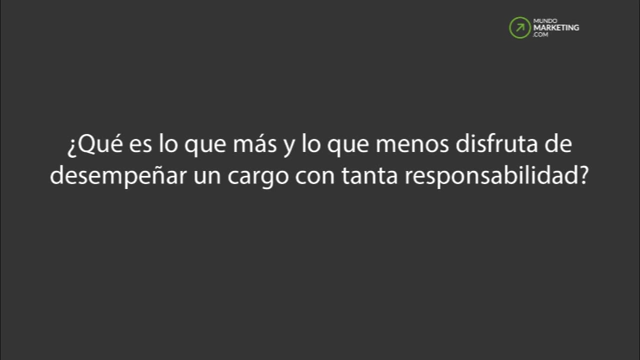 MUNDO
MARKETING
.COM
¿Qué es lo que más y lo que menos disfruta de
desempeñar un cargo con tanta responsabilidad?